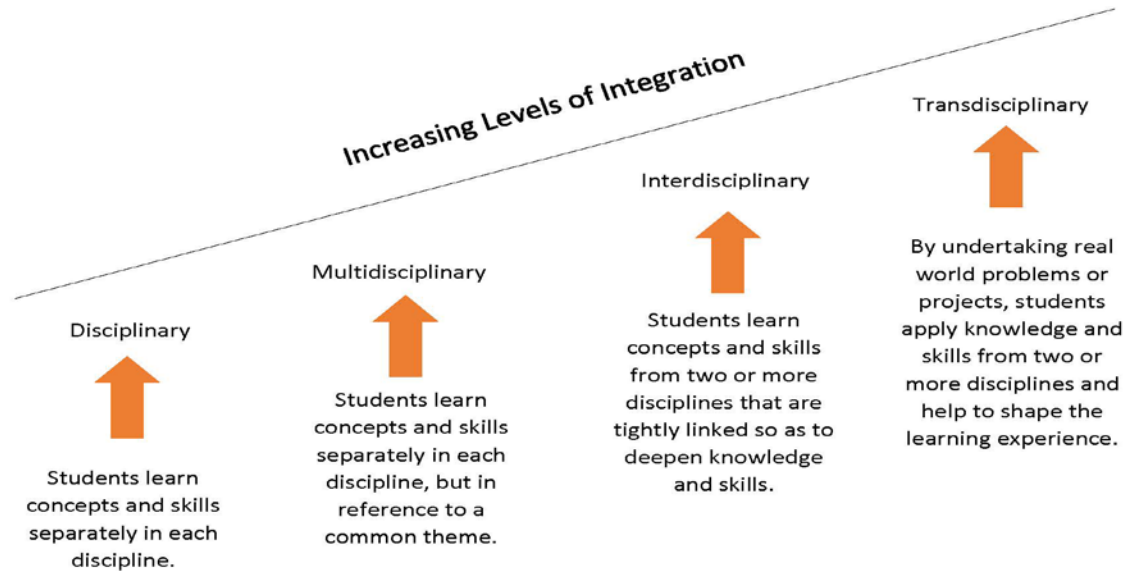 Increasing Levels of Integration
Disciplinary
Students learn
concepts and skills
separately in each
discipline.
Multidisciplinary
Students learn
concepts and skills
separately in each
discipline, but in
reference to a
common theme.
Interdisciplinary
Students learn
concepts and skills
from two or more
disciplines that are
tightly linked so as to
deepen knowledge
and skills.
Transdisciplinary
By undertaking real
world problems or
projects, students
apply knowledge and
skills from two or
more disciplines and
help to shape the
learning experience.